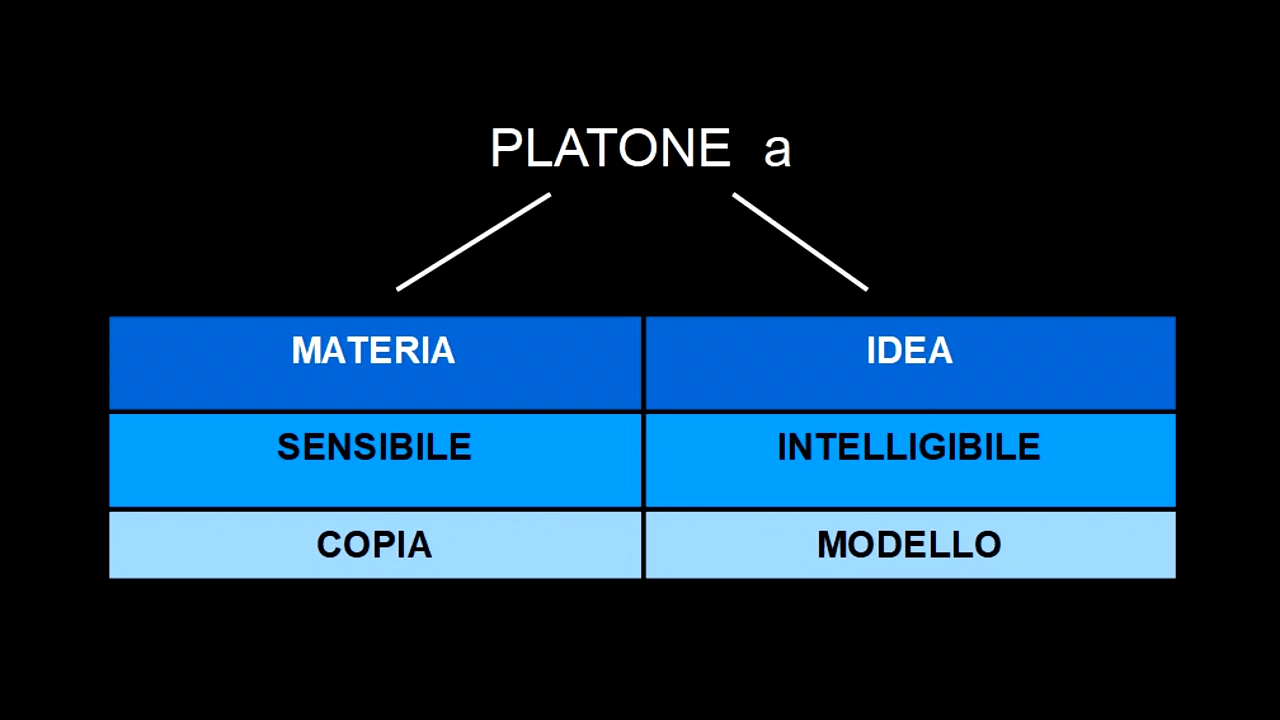 PLATONE a
MATERIA IDEA
SENSIBILE INTELLIGIBILE
COPIA MODELLO